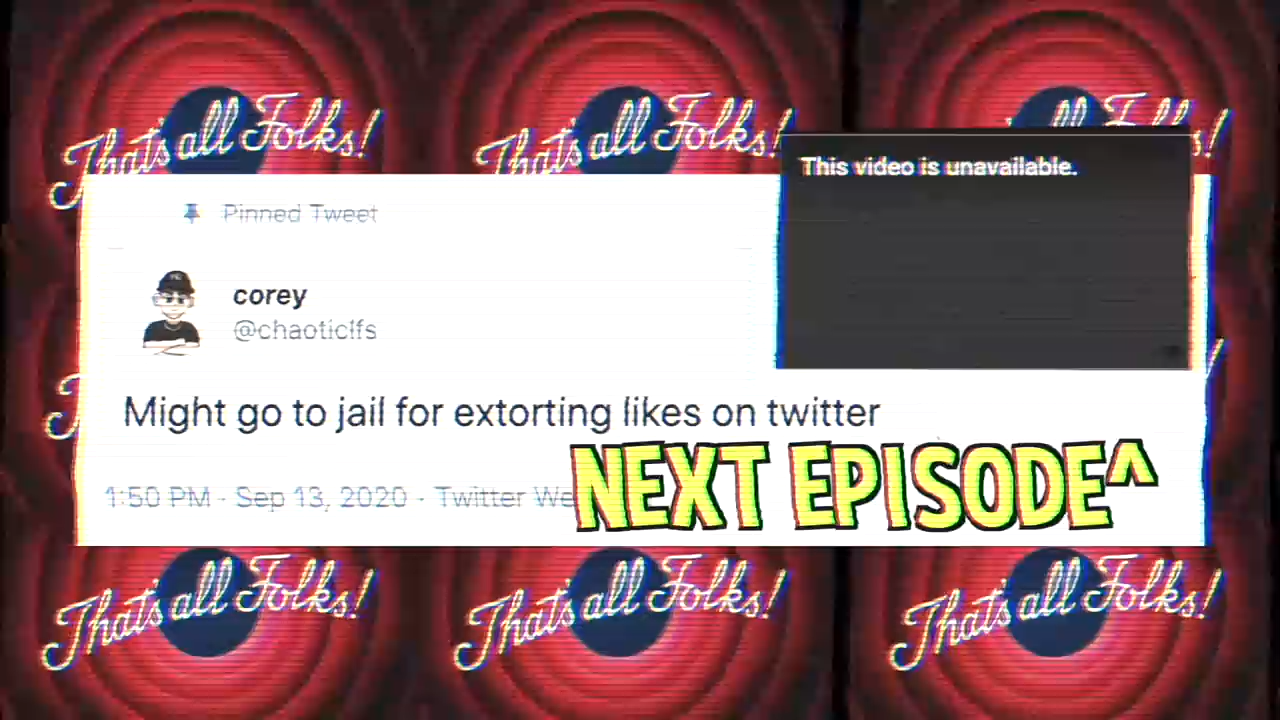 That's all Folks!
That's all Folks!
This video is unavailable.
Pinned Tweet
corey
@chaoticlfs
Might go to jail for extorting likes on twitter
1:50 PM · Sep 13, 2020 · Twitter We
NEXT EPISODE^
That's all Folks!
That's all Folks!
That's all Folks!